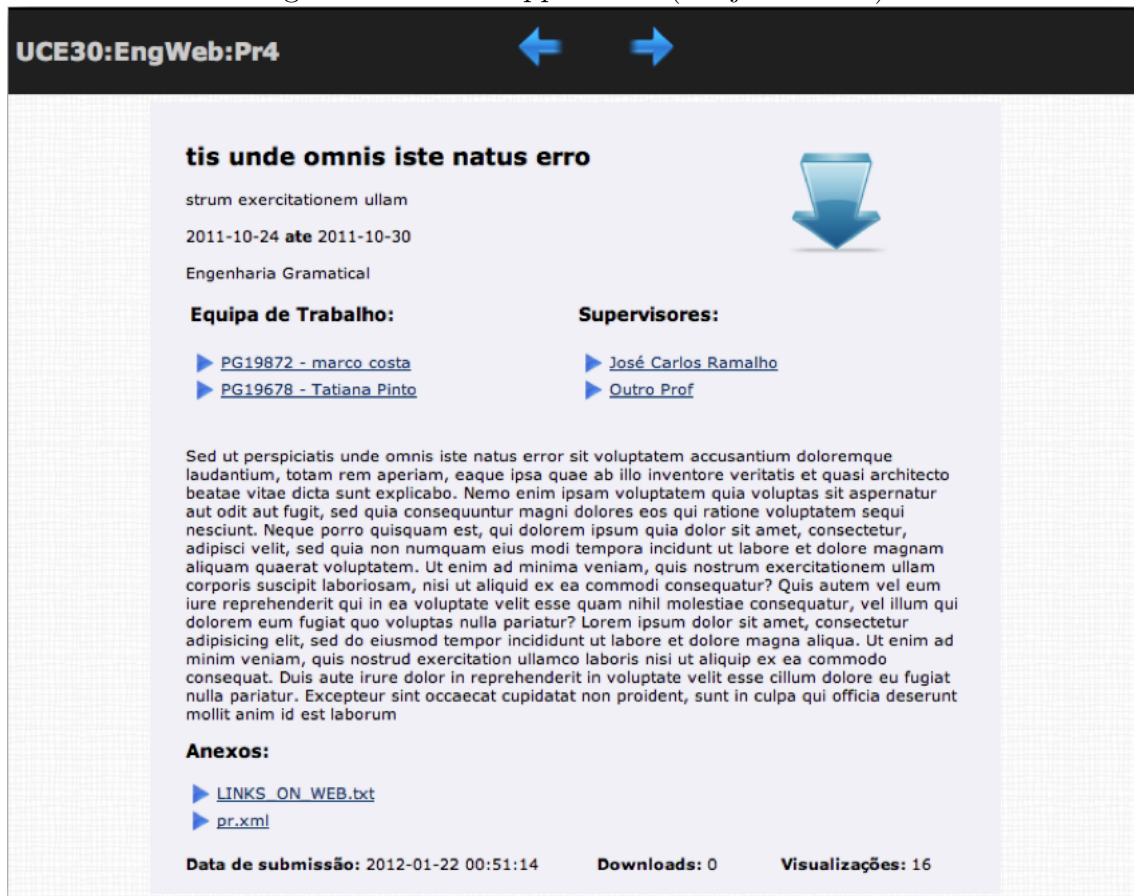 UCE30:EngWeb:Pr4
tis unde omnis iste natus erro
strum exercitationem ullam
2011-10-24 ate 2011-10-30
Engenharia Gramatical
Equipa de Trabalho:
Supervisores:
PG19872 - marco costa
José Carlos Ramalho
PG19678 - Tatiana Pinto
Outro Prof
Sed ut perspiciatis unde omnis iste natus error sit voluptatem accusantium doloremque
laudantium, totam rem aperiam, eaque ipsa quae ab illo inventore veritatis et quasi architecto
beatae vitae dicta sunt explicabo. Nemo enim ipsam voluptatem quia voluptas sit aspernatur
aut odit aut fugit, sed quia consequuntur magni dolores eos qui ratione voluptatem sequi
nesciunt. Neque porro quisquam est, qui dolorem ipsum quia dolor sit amet, consectetur,
adipisci velit, sed quia non numquam eius modi tempora incidunt ut labore et dolore magnam
aliquam quaerat voluptatem. Ut enim ad minima veniam, quis nostrum exercitationem ullam
corporis suscipit laboriosam, nisi ut aliquid ex ea commodi consequatur? Quis autem vel eum
iure reprehenderit qui in ea voluptate velit esse quam nihil molestiae consequatur, vel illum qui
dolorem eum fugiat quo voluptas nulla pariatur? Lorem ipsum dolor sit amet, consectetur
adipisicing elit, sed do eiusmod tempor incididunt ut labore et dolore magna aliqua. Ut enim ad
minim veniam, quis nostrud exercitation ullamco laboris nisi ut aliquip ex ea commodo
consequat. Duis aute irure dolor in reprehenderit in voluptate velit esse cillum dolore eu fugiat
nulla pariatur. Excepteur sint occaecat cupidatat non proident, sunt in culpa qui officia deserunt
mollit anim id est laborum
Anexos:
LINKS_ON_WEB.txt
pr.xml
Data de submissão: 2012-01-22 00:51:14 Downloads: 0 Visualizações: 16